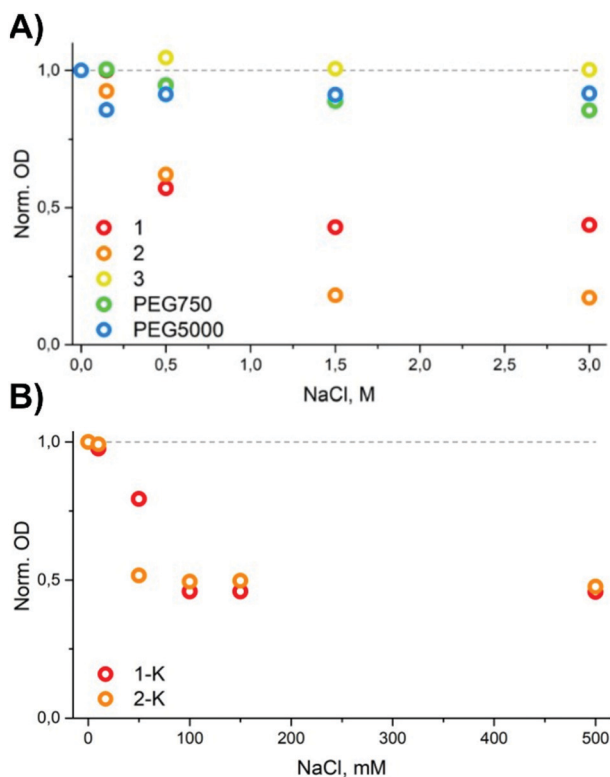 A)
1,0
0,5
0,0
Norm. OD
1
2
3
PEG750
PEG5000
0,0 0,5 1,0 1,5 2,0 2,5 3,0
NaCl, M
B)
1,0
0,5
0,0
Norm. OD
1-K
2-K
0 100 200 300 400 500
NaCl, mM